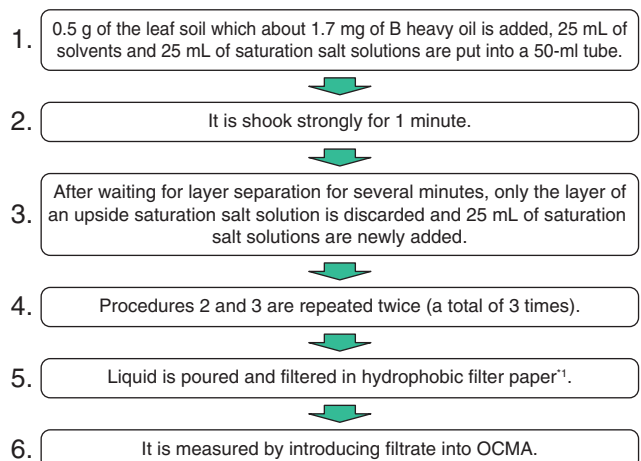 1. 0.5 g of the leaf soil which about 1.7 mg of B heavy oil is added, 25 mL of
solvents and 25 mL of saturation salt solutions are put into a 50-ml tube.
2. It is shook strongly for 1 minute.
3. After waiting for layer separation for several minutes, only the layer of
an upside saturation salt solution is discarded and 25 mL of saturation
salt solutions are newly added.
4. Procedures 2 and 3 are repeated twice (a total of 3 times).
5. Liquid is poured and filtered in hydrophobic filter paper*1.
6. It is measured by introducing filtrate into OCMA.